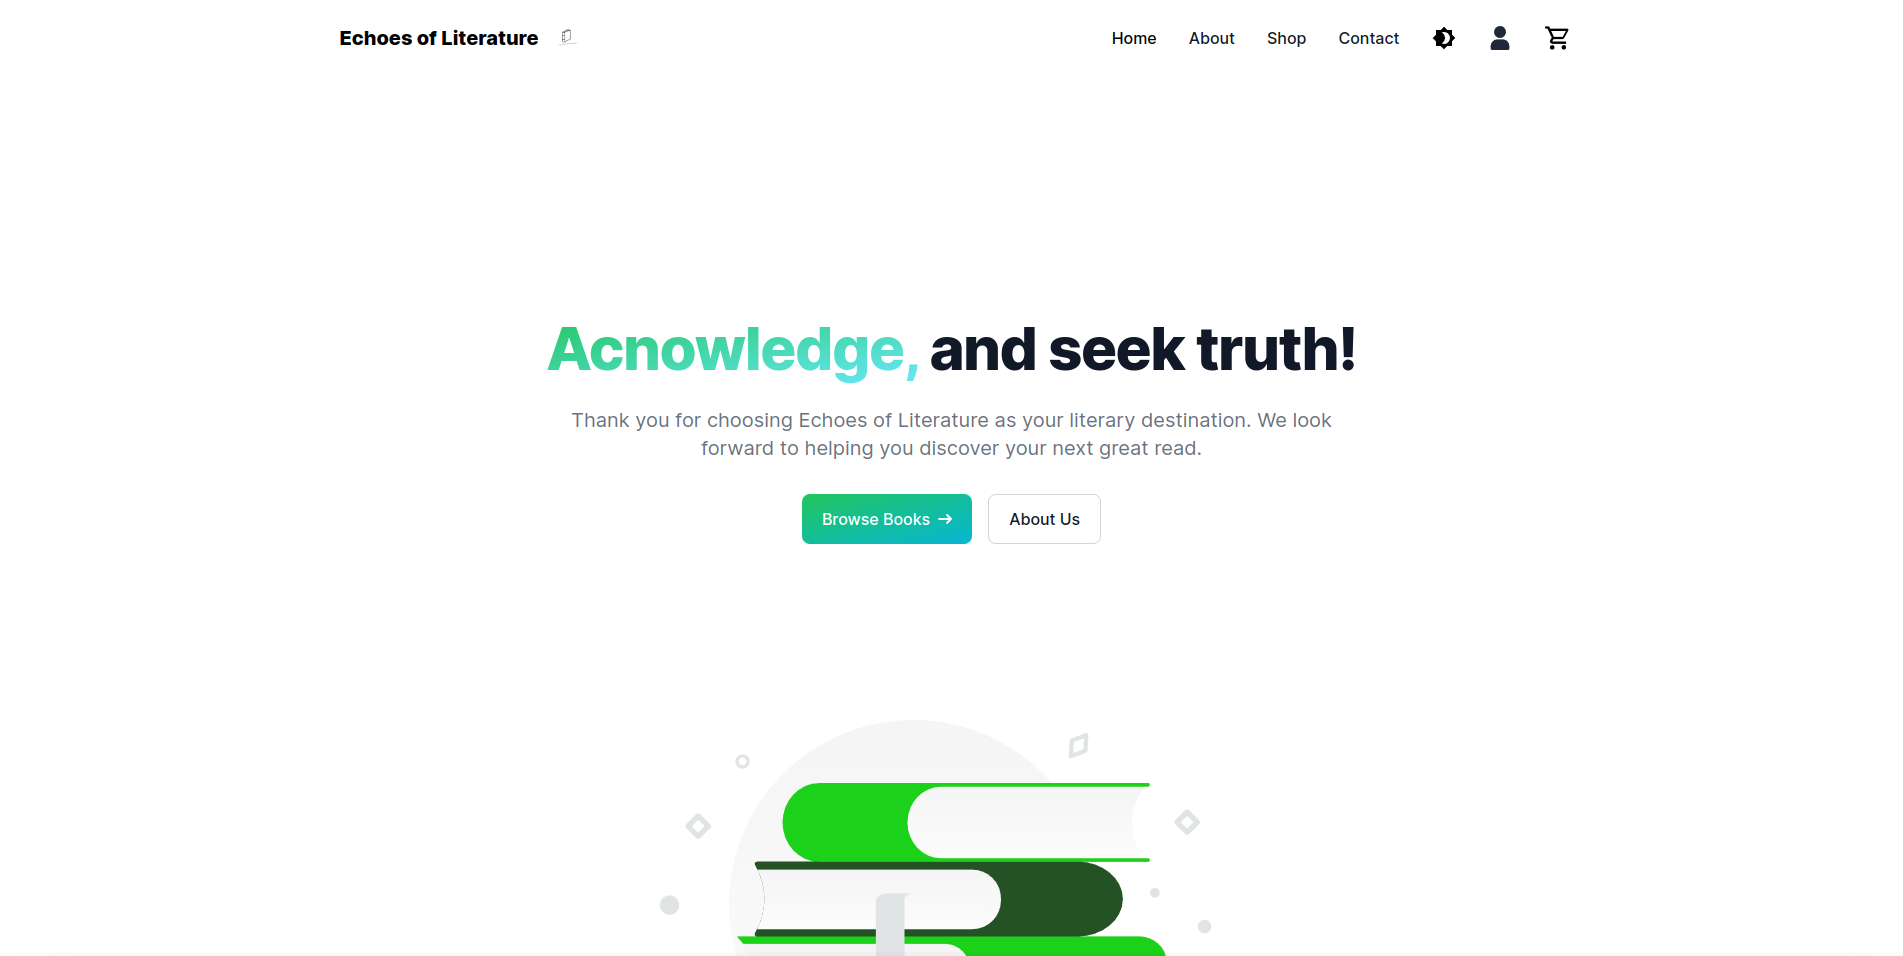 Echoes of Literature
Home About Shop Contact
Acnowledge, and seek truth!
Thank you for choosing Echoes of Literature as your literary destination. We look
forward to helping you discover your next great read.
Browse Books →
About Us